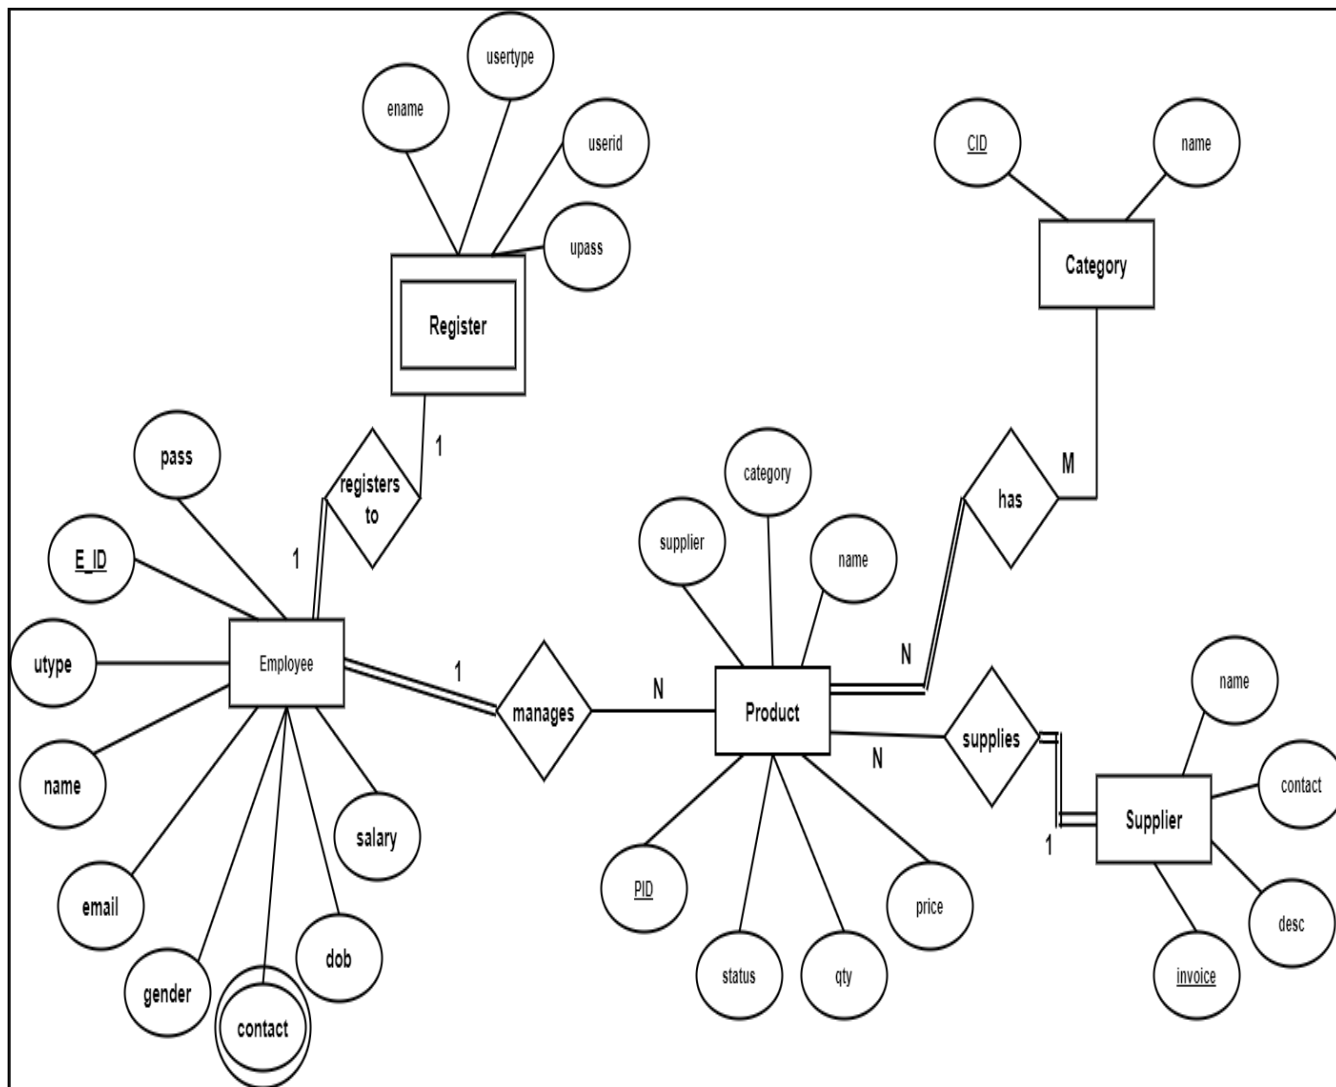 usertype
ename
userid
upass
CID
name
Category
Register
1
M
pass
registers
to
category
has
supplier
name
E_ID
1
utype
Employee
1
manages
N
Product
N
supplies
N
name
name
contact
Supplier
1
salary
email
PID
price
desc
dob
gender
status
qty
invoice
contact